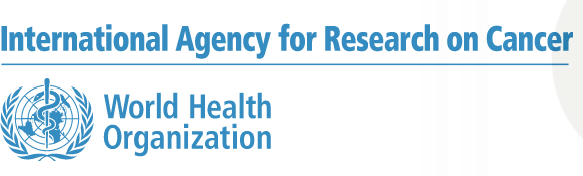 International Agency for Research on Cancer
World Health
Organization